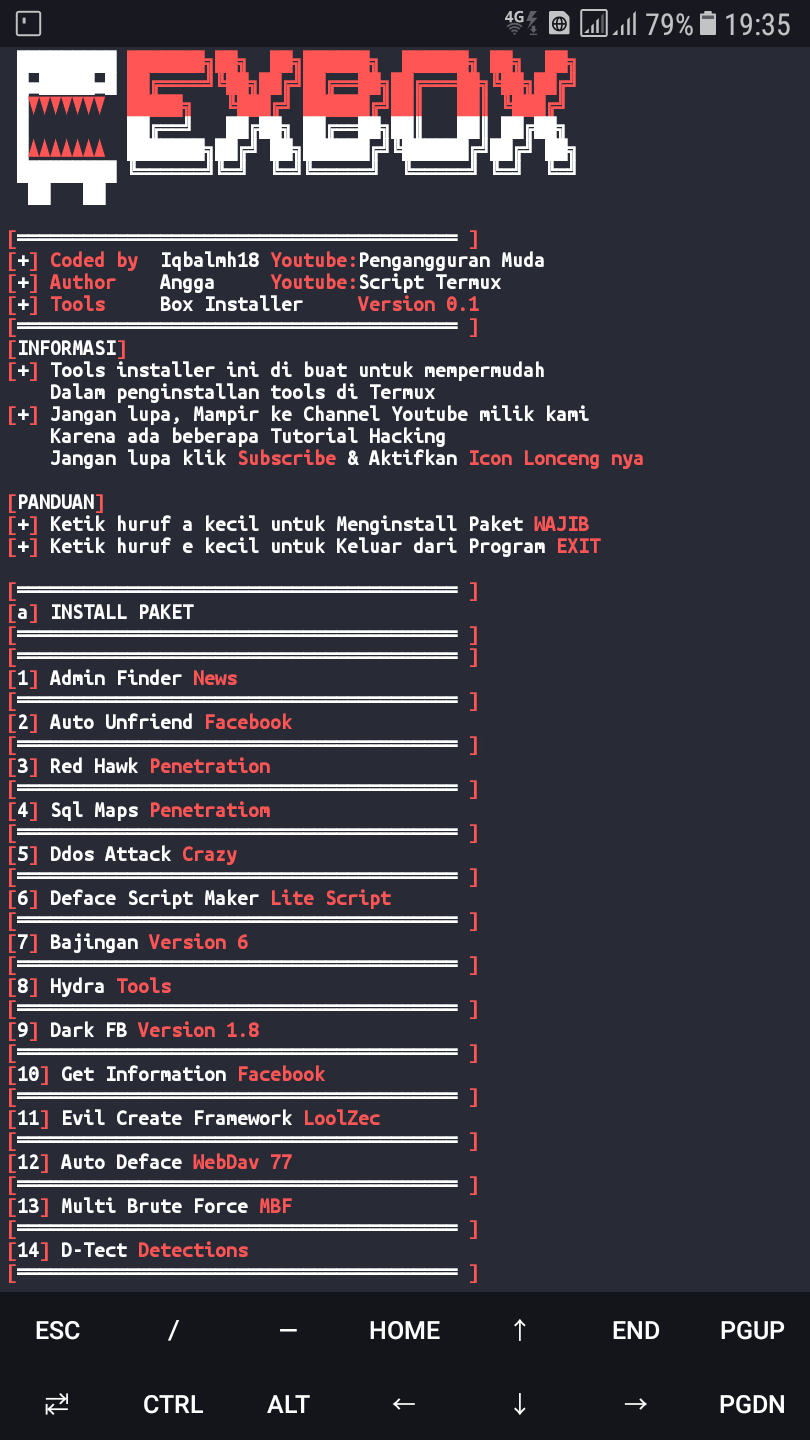 4G 79% 19:35
EXBOX
[════════════════════════════════════════ ]
[+] Coded by  Iqbalmh18 Youtube:Pengangguran Muda
[+] Author    Angga     Youtube:Script Termux
[+] Tools     Box Installer     Version 0.1
[════════════════════════════════════════ ]
[INFORMASI]
[+] Tools installer ini di buat untuk mempermudah
    Dalam penginstallan tools di Termux
[+] Jangan lupa, Mampir ke Channel Youtube milik kami
    Karena ada beberapa Tutorial Hacking
    Jangan lupa klik Subscribe & Aktifkan Icon Lonceng nya
[PANDUAN]
[+] Ketik huruf a kecil untuk Menginstall Paket WAJIB
[+] Ketik huruf e kecil untuk Keluar dari Program EXIT
[════════════════════════════════════════ ]
[a] INSTALL PAKET
[════════════════════════════════════════ ]
[════════════════════════════════════════ ]
[1] Admin Finder News
[════════════════════════════════════════ ]
[2] Auto Unfriend Facebook
[════════════════════════════════════════ ]
[3] Red Hawk Penetration
[════════════════════════════════════════ ]
[4] Sql Maps Penetratiom
[════════════════════════════════════════ ]
[5] Ddos Attack Crazy
[════════════════════════════════════════ ]
[6] Deface Script Maker Lite Script
[════════════════════════════════════════ ]
[7] Bajingan Version 6
[════════════════════════════════════════ ]
[8] Hydra Tools
[════════════════════════════════════════ ]
[9] Dark FB Version 1.8
[════════════════════════════════════════ ]
[10] Get Information Facebook
[════════════════════════════════════════ ]
[11] Evil Create Framework LoolZec
[════════════════════════════════════════ ]
[12] Auto Deface WebDav 77
[════════════════════════════════════════ ]
[13] Multi Brute Force MBF
[════════════════════════════════════════ ]
[14] D-Tect Detections
[════════════════════════════════════════ ]
ESC / — HOME ↑ END PGUP
⇄ CTRL ALT ← ↓ → PGDN